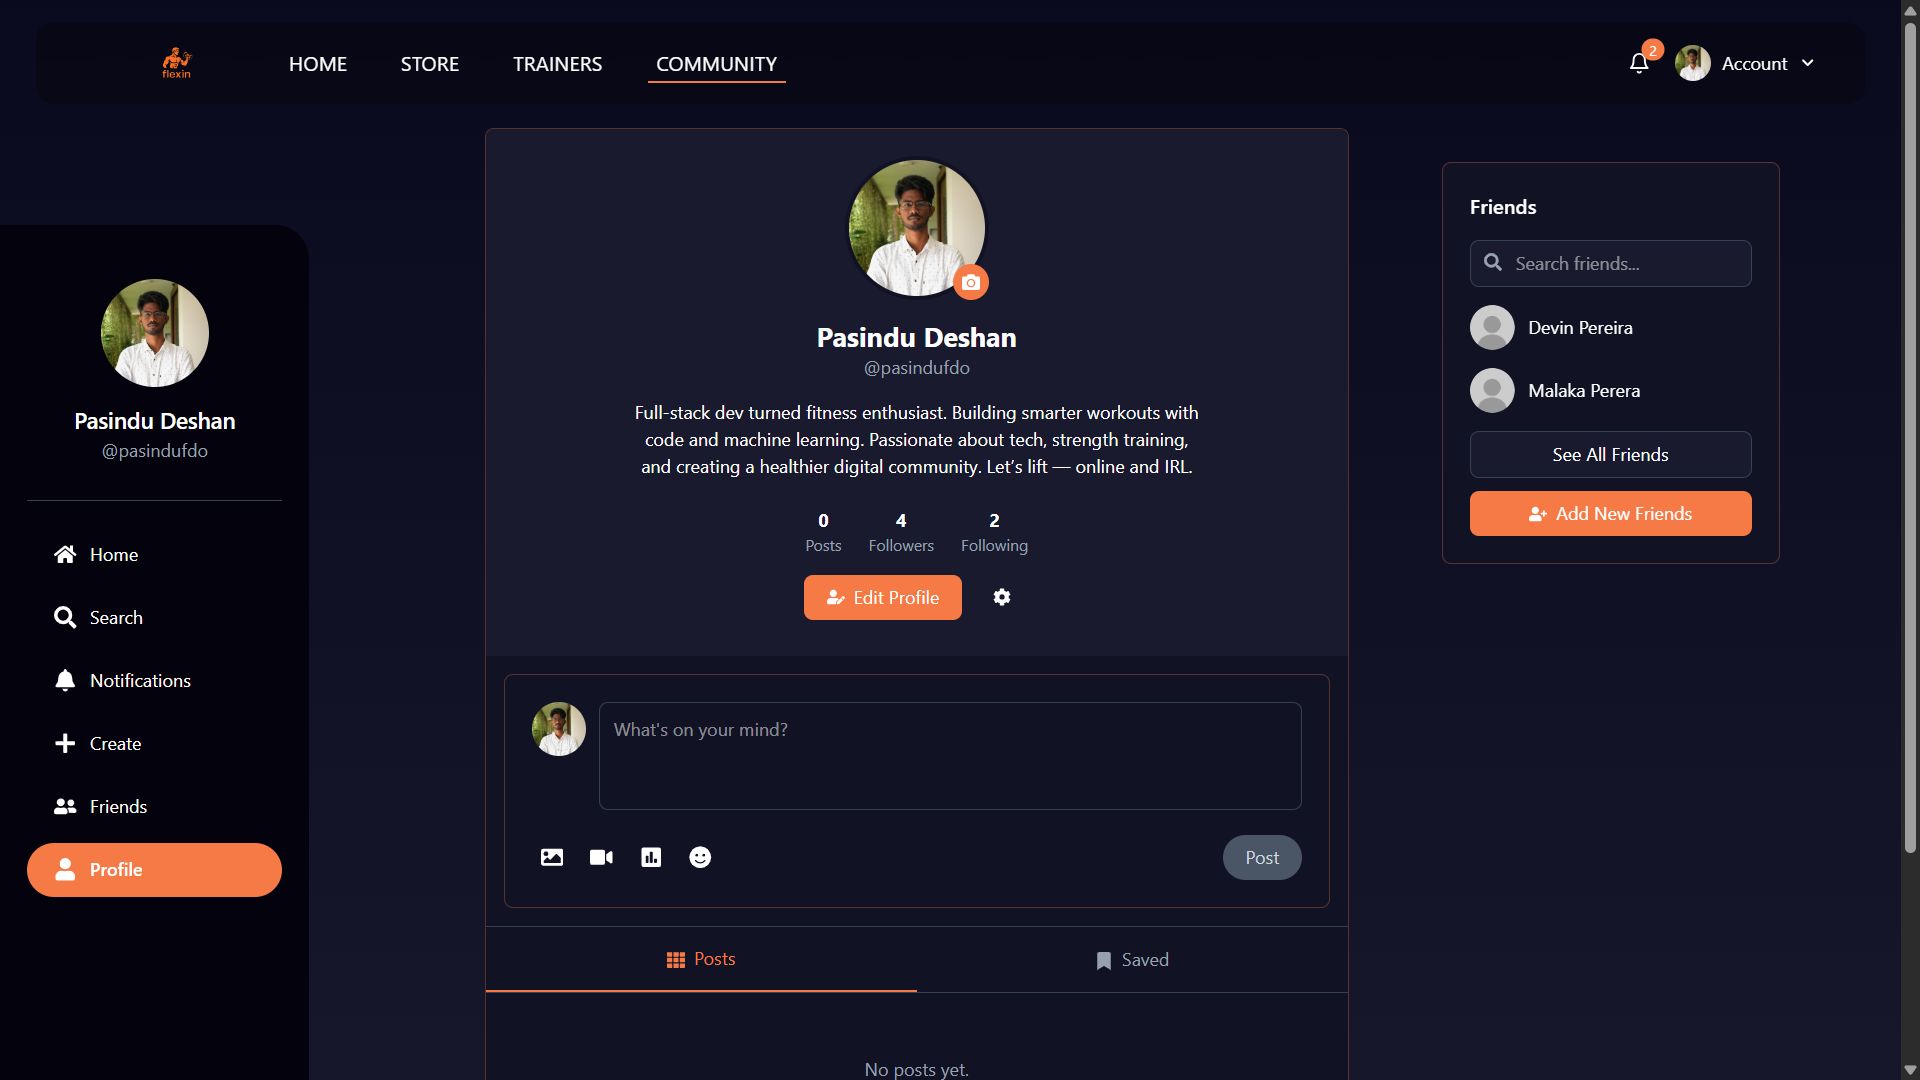 flexin
HOME
STORE
TRAINERS
COMMUNITY
2
Account
Pasindu Deshan
@pasindufdo
Home
Search
Notifications
Create
Friends
Profile
Pasindu Deshan
@pasindufdo
Full-stack dev turned fitness enthusiast. Building smarter workouts with
code and machine learning. Passionate about tech, strength training,
and creating a healthier digital community. Let’s lift — online and IRL.
0
Posts
4
Followers
2
Following
Edit Profile
What's on your mind?
Post
Posts
Saved
No posts yet.
Friends
Search friends...
Devin Pereira
Malaka Perera
See All Friends
Add New Friends